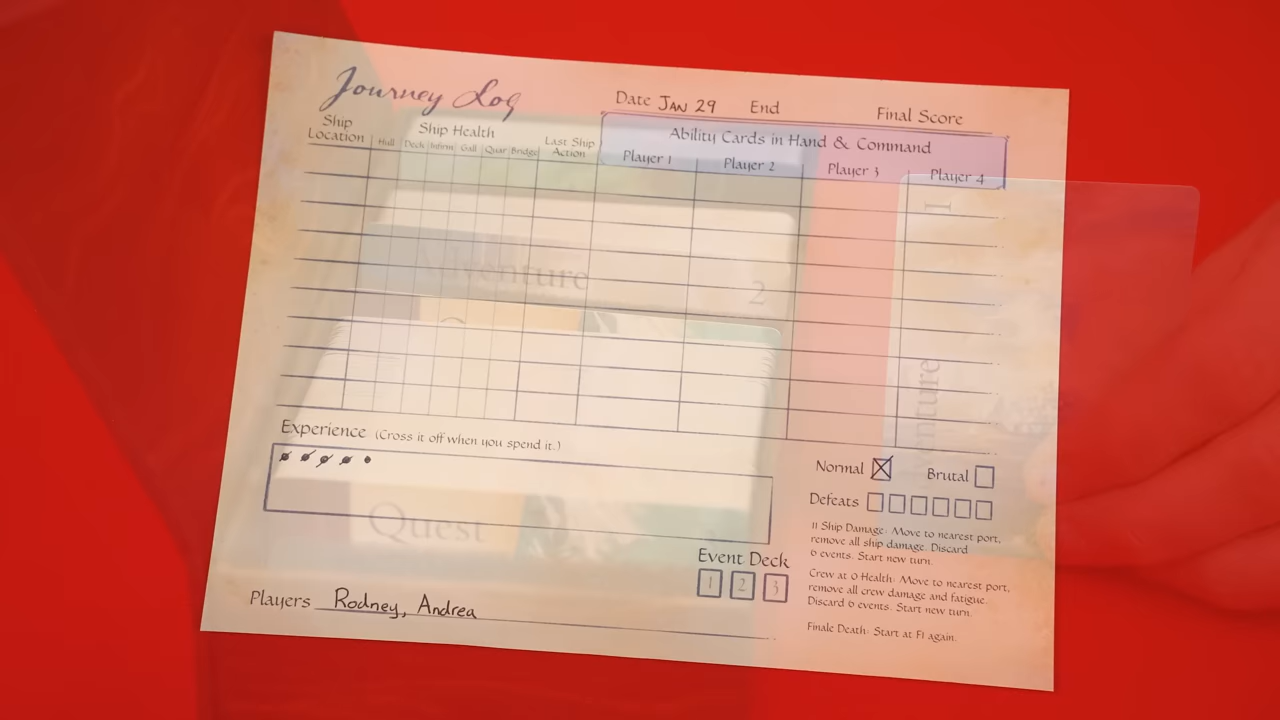 Journey Log
Date JAN 29 End Final Score
Ship Location
Ship Health
Hull Deck Infirm Gall Quar Bridge
Last Ship Action
Ability Cards in Hand & Command
Player 1 Player 2 Player 3 Player 4
1
Adventure
2
Experience (Cross it off when you spend it.)
Quest
Normal Brutal
Defeats
11 Ship Damage: Move to nearest port,
remove all ship damage. Discard
6 events. Start new turn.
Event Deck
1 2 3
Crew at 0 Health: Move to nearest port,
remove all crew damage and fatigue.
Discard 6 events. Start new turn.
Finale Death: Start at F1 again.
Players Rodney, Andrea